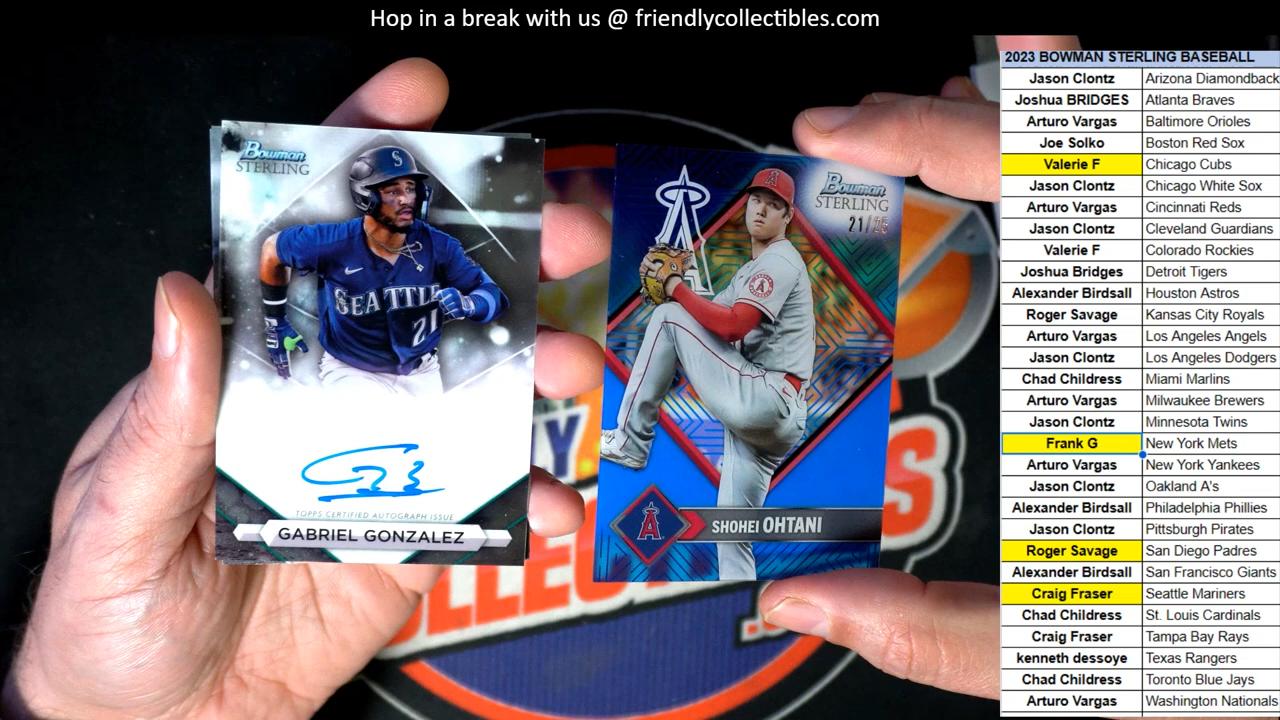 Hop in a break with us @ friendlycollectibles.com
Bowman
STERLING
S
SEATTLE
21
TOPPS CERTIFIED AUTOGRAPH ISSUE
GABRIEL GONZALEZ
Bowman
STERLING
21/25
A
SHOHEI OHTANI
2023 BOWMAN STERLING BASEBALL
Jason Clontz Arizona Diamondback
Joshua BRIDGES Atlanta Braves
Arturo Vargas Baltimore Orioles
Joe Solko Boston Red Sox
Valerie F Chicago Cubs
Jason Clontz Chicago White Sox
Arturo Vargas Cincinnati Reds
Jason Clontz Cleveland Guardians
Valerie F Colorado Rockies
Joshua Bridges Detroit Tigers
Alexander Birdsall Houston Astros
Roger Savage Kansas City Royals
Arturo Vargas Los Angeles Angels
Jason Clontz Los Angeles Dodgers
Chad Childress Miami Marlins
Arturo Vargas Milwaukee Brewers
Jason Clontz Minnesota Twins
Frank G New York Mets
Arturo Vargas New York Yankees
Jason Clontz Oakland A's
Alexander Birdsall Philadelphia Phillies
Jason Clontz Pittsburgh Pirates
Roger Savage San Diego Padres
Alexander Birdsall San Francisco Giants
Craig Fraser Seattle Mariners
Chad Childress St. Louis Cardinals
Craig Fraser Tampa Bay Rays
kenneth dessoye Texas Rangers
Chad Childress Toronto Blue Jays
Arturo Vargas Washington Nationals